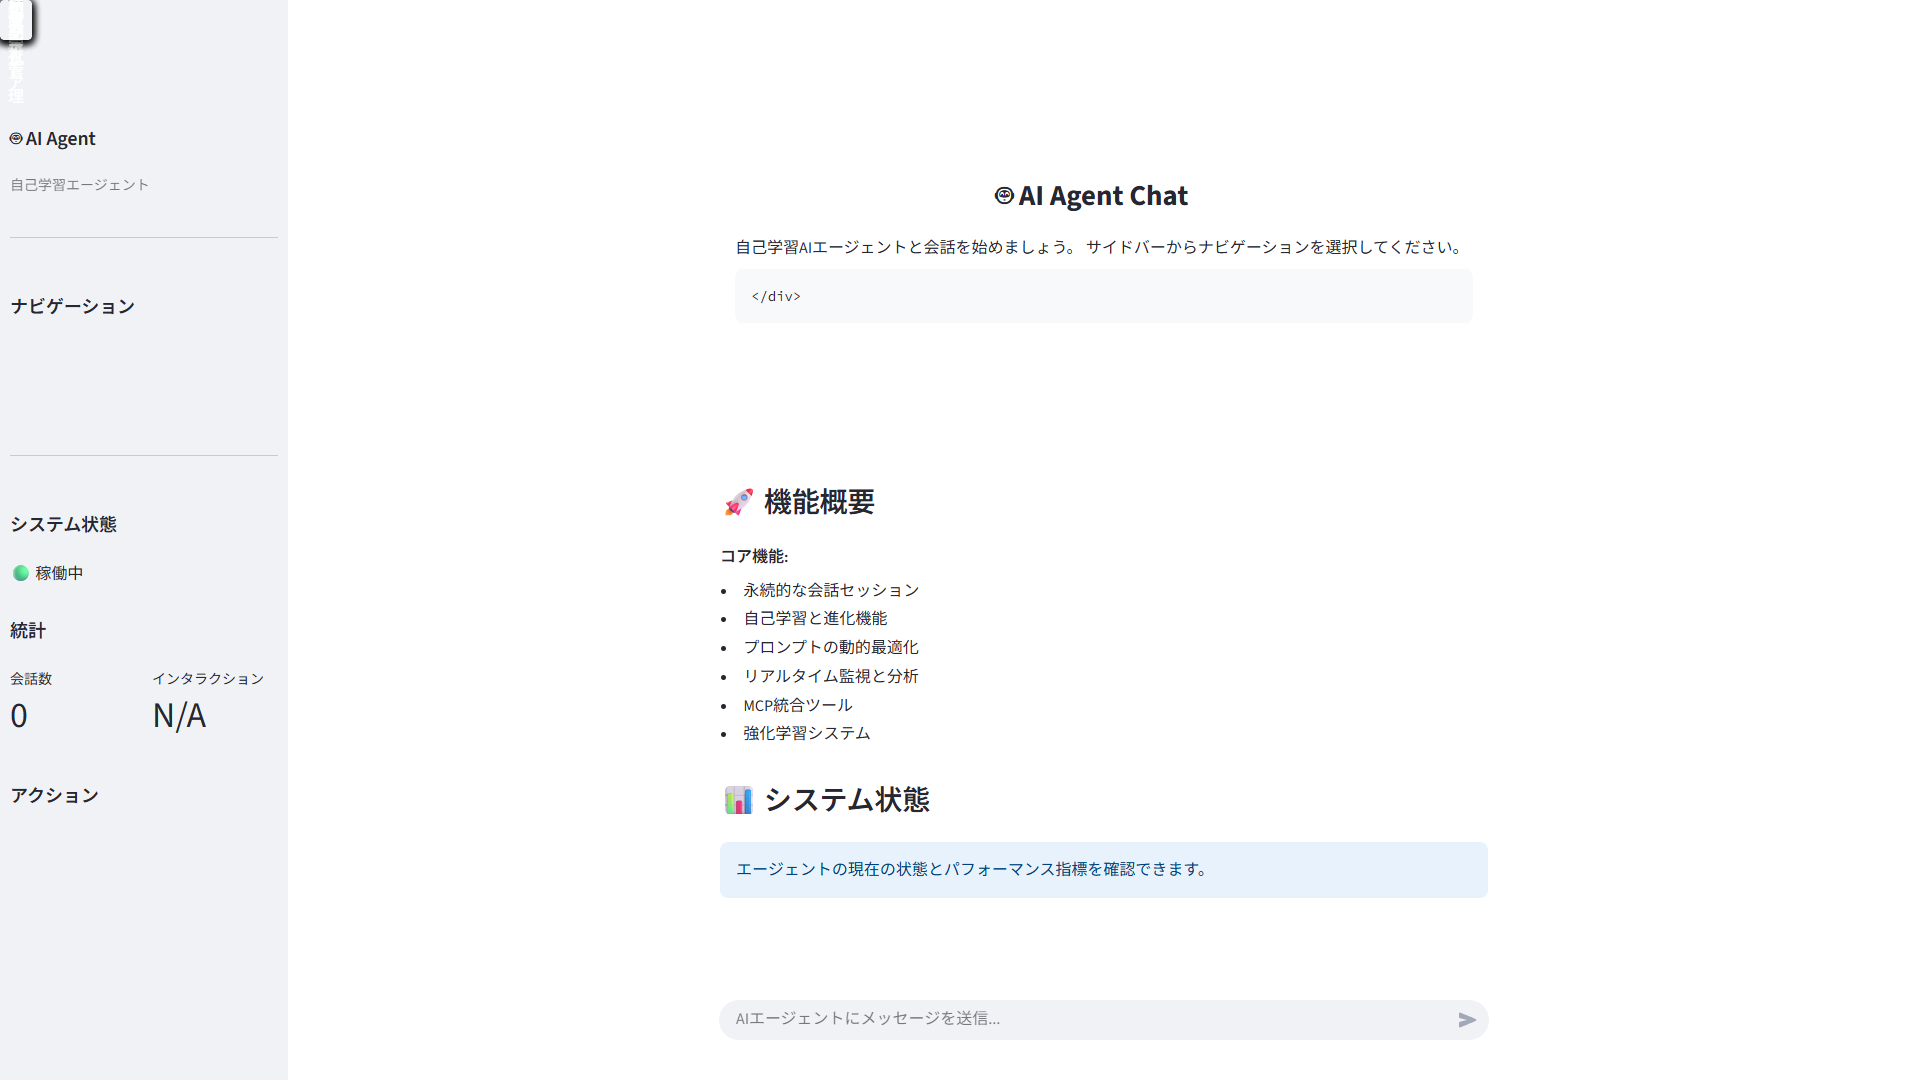 AI Agent
自己学習エージェント
ナビゲーション
システム状態
稼働中
統計
会話数
インタラクション
0
N/A
アクション
AI Agent Chat
自己学習AIエージェントと会話を始めましょう。 サイドバーからナビゲーションを選択してください。
</div>
🚀 機能概要
コア機能:
• 永続的な会話セッション
• 自己学習と進化機能
• プロンプトの動的最適化
• リアルタイム監視と分析
• MCP統合ツール
• 強化学習システム
📊 システム状態
エージェントの現在の状態とパフォーマンス指標を確認できます。
AIエージェントにメッセージを送信...